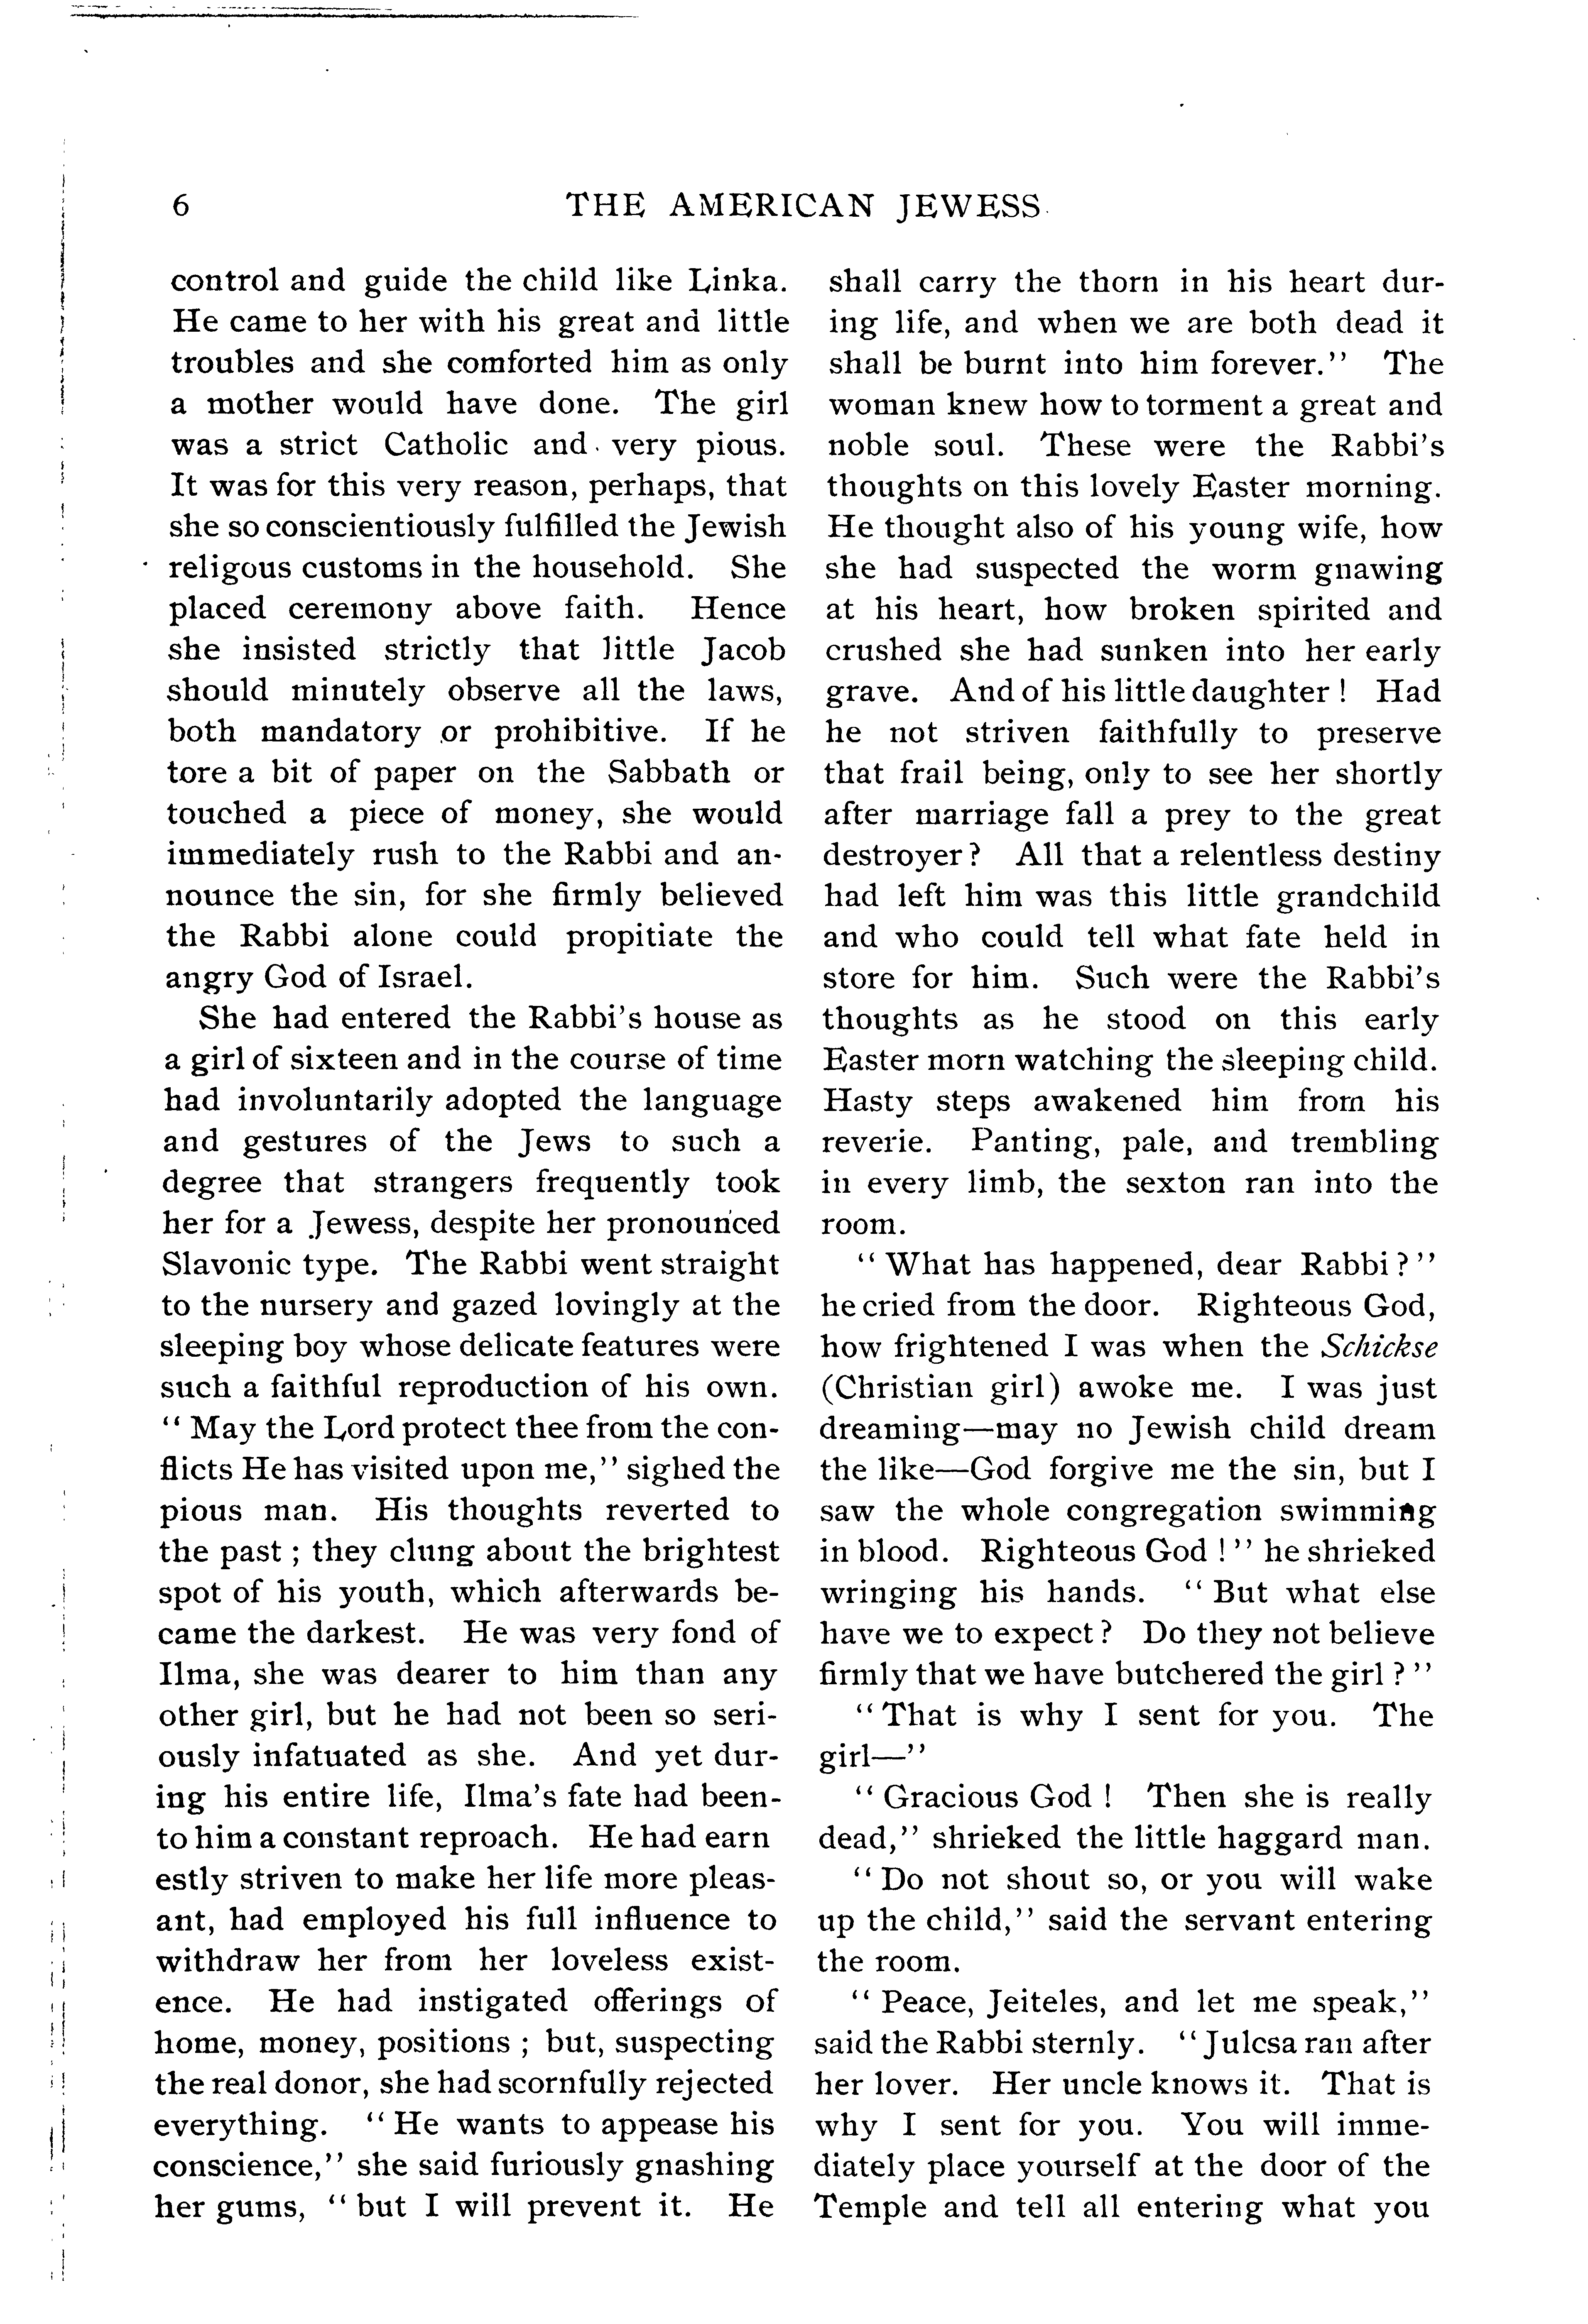 6
THE AMERICAN JEWESS
control and guide the child like Linka.
He came to her with his great and little
troubles and she comforted him as only
a mother would have done. The girl
was a strict Catholic and very pious.
It was for this very reason, perhaps, that
she so conscientiously fulfilled the Jewish
religous customs in the household. She
placed ceremony above faith. Hence
she insisted strictly that little Jacob
should minutely observe all the laws,
both mandatory or prohibitive. If he
tore a bit of paper on the Sabbath or
touched a piece of money, she would
immediately rush to the Rabbi and an-
nounce the sin, for she firmly believed
the Rabbi alone could propitiate the
angry God of Israel.
She had entered the Rabbi's house as
a girl of sixteen and in the course of time
had involuntarily adopted the language
and gestures of the Jews to such a
degree that strangers frequently took
her for a Jewess, despite her pronounced
Slavonic type. The Rabbi went straight
to the nursery and gazed lovingly at the
sleeping boy whose delicate features were
such a faithful reproduction of his own.
"May the Lord protect thee from the con-
flicts He has visited upon me," sighed the
pious man. His thoughts reverted to
the past; they clung about the brightest
spot of his youth, which afterwards be-
came the darkest. He was very fond of
Ilma, she was dearer to him than any
other girl, but he had not been so seri-
ously infatuated as she. And yet dur-
ing his entire life, Ilma's fate had been-
to him a constant reproach. He had earn
estly striven to make her life more pleas-
ant, had employed his full influence to
withdraw her from her loveless exist-
ence. He had instigated offerings of
home, money, positions; but, suspecting
the real donor, she had scornfully rejected
everything. "He wants to appease his
conscience," she said furiously gnashing
her gums, "but I will prevent it. He
shall carry the thorn in his heart dur-
ing life, and when we are both dead it
shall be burnt into him forever." The
woman knew how to torment a great and
noble soul. These were the Rabbi's
thoughts on this lovely Easter morning.
He thought also of his young wife, how
she had suspected the worm gnawing
at his heart, how broken spirited and
crushed she had sunken into her early
grave. And of his little daughter! Had
he not striven faithfully to preserve
that frail being, only to see her shortly
after marriage fall a prey to the great
destroyer? All that a relentless destiny
had left him was this little grandchild
and who could tell what fate held in
store for him. Such were the Rabbi's
thoughts as he stood on this early
Easter morn watching the sleeping child.
Hasty steps awakened him from his
reverie. Panting, pale, and trembling
in every limb, the sexton ran into the
room.
"What has happened, dear Rabbi?"
he cried from the door. Righteous God,
how frightened I was when the Schickse
(Christian girl) awoke me. I was just
dreaming—may no Jewish child dream
the like—God forgive me the sin, but I
saw the whole congregation swimming
in blood. Righteous God!" he shrieked
wringing his hands. "But what else
have we to expect? Do they not believe
firmly that we have butchered the girl?"
"That is why I sent for you. The
girl—"
"Gracious God! Then she is really
dead," shrieked the little haggard man.
"Do not shout so, or you will wake
up the child," said the servant entering
the room.
"Peace, Jeiteles, and let me speak,"
said the Rabbi sternly. "Julcsa ran after
her lover. Her uncle knows it. That is
why I sent for you. You will imme-
diately place yourself at the door of the
Temple and tell all entering what you